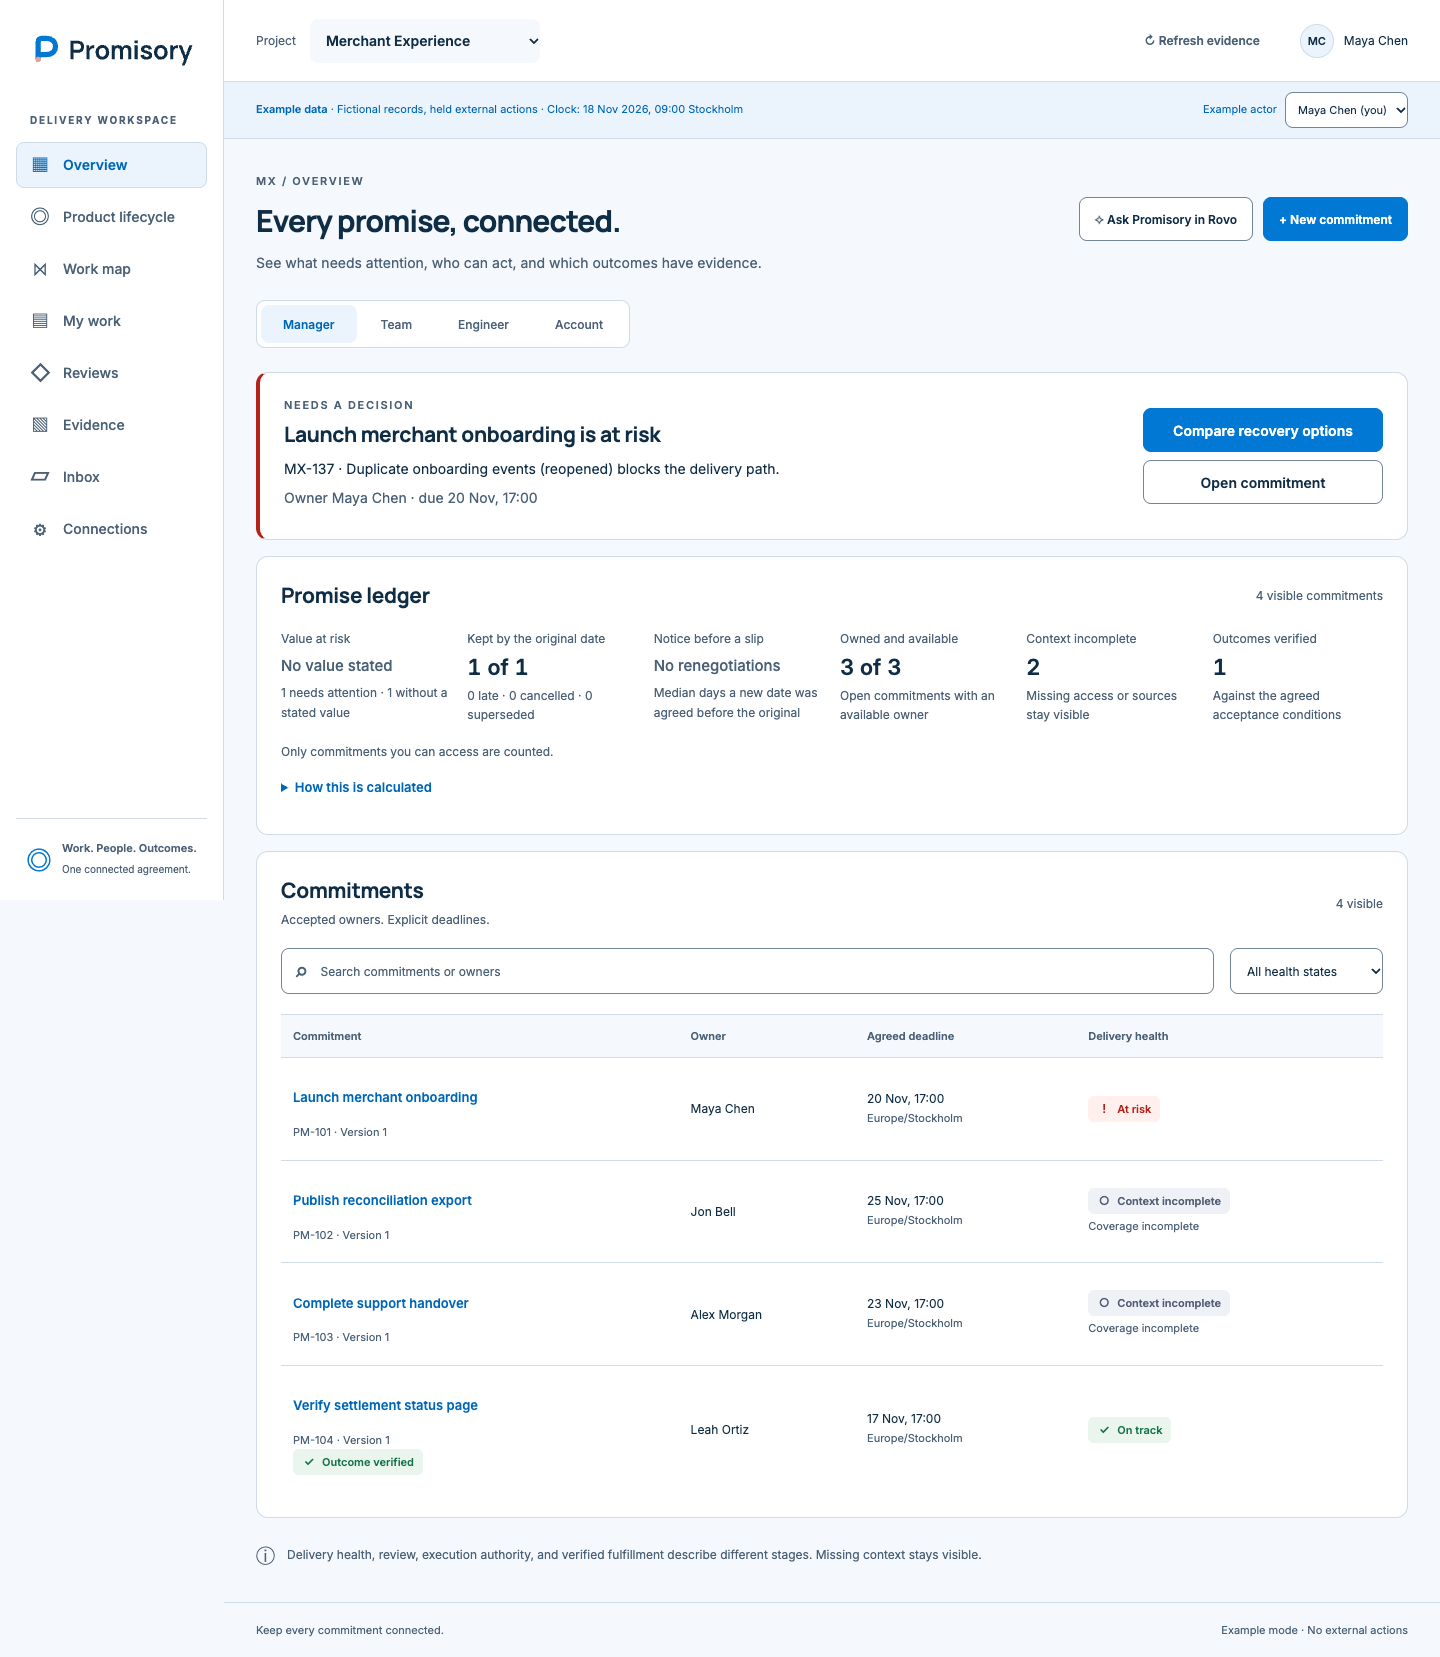 Promisory
Project
Merchant Experience
↻ Refresh evidence
MC
Maya Chen
DELIVERY WORKSPACE
Overview
Product lifecycle
Work map
My work
Reviews
Evidence
Inbox
Connections
Work. People. Outcomes.
One connected agreement.
Example data · Fictional records, held external actions · Clock: 18 Nov 2026, 09:00 Stockholm
Example actor
Maya Chen (you)
MX / OVERVIEW
Every promise, connected.
See what needs attention, who can act, and which outcomes have evidence.
Ask Promisory in Rovo
+ New commitment
Manager
Team
Engineer
Account
NEEDS A DECISION
Launch merchant onboarding is at risk
MX-137 · Duplicate onboarding events (reopened) blocks the delivery path.
Owner Maya Chen · due 20 Nov, 17:00
Compare recovery options
Open commitment
Promise ledger
4 visible commitments
Value at risk
No value stated
1 needs attention · 1 without a
stated value
Kept by the original date
1 of 1
0 late · 0 cancelled · 0
superseded
Notice before a slip
No renegotiations
Median days a new date was
agreed before the original
Owned and available
3 of 3
Open commitments with an
available owner
Context incomplete
2
Missing access or sources
stay visible
Outcomes verified
1
Against the agreed
acceptance conditions
Only commitments you can access are counted.
How this is calculated
Commitments
Accepted owners. Explicit deadlines.
4 visible
Search commitments or owners
All health states
Commitment
Owner
Agreed deadline
Delivery health
Launch merchant onboarding
PM-101 · Version 1
Maya Chen
20 Nov, 17:00
Europe/Stockholm
! At risk
Publish reconciliation export
PM-102 · Version 1
Jon Bell
25 Nov, 17:00
Europe/Stockholm
Context incomplete
Coverage incomplete
Complete support handover
PM-103 · Version 1
Alex Morgan
23 Nov, 17:00
Europe/Stockholm
Context incomplete
Coverage incomplete
Verify settlement status page
PM-104 · Version 1
✓ Outcome verified
Leah Ortiz
17 Nov, 17:00
Europe/Stockholm
✓ On track
Delivery health, review, execution authority, and verified fulfillment describe different stages. Missing context stays visible.
Keep every commitment connected.
Example mode · No external actions